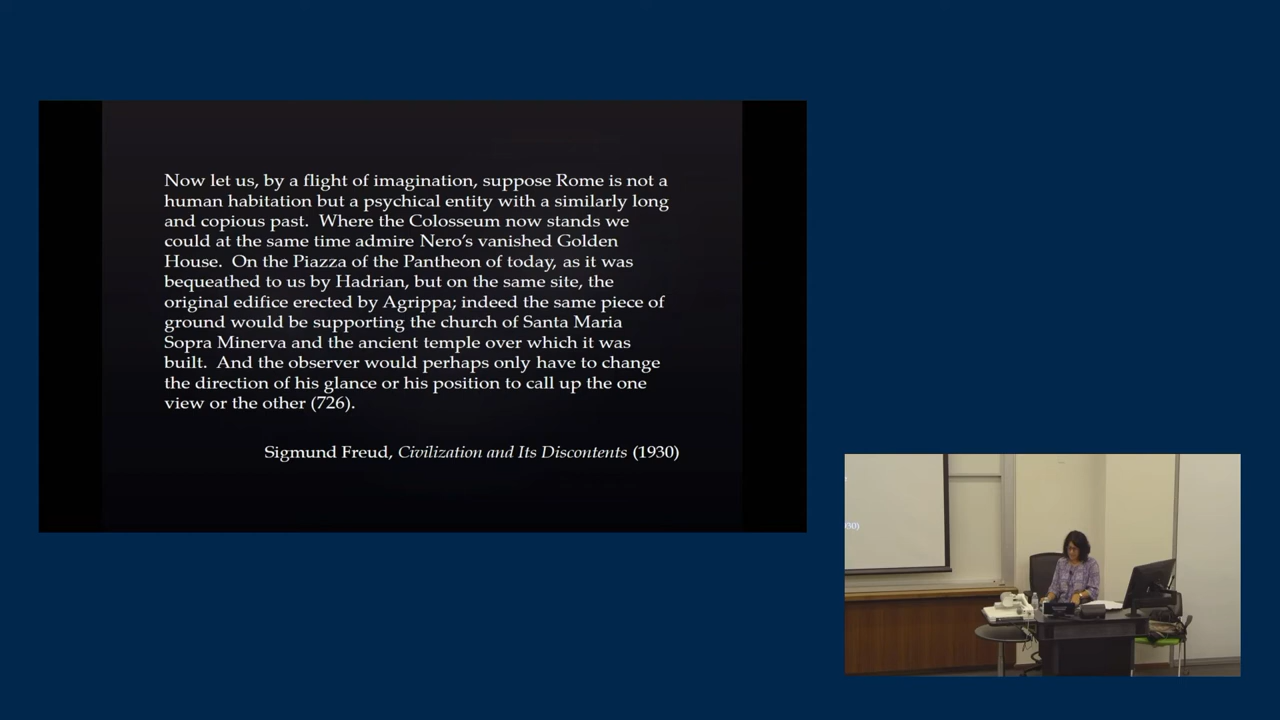 Now let us, by a flight of imagination, suppose Rome is not a
human habitation but a psychical entity with a similarly long
and copious past.  Where the Colosseum now stands we
could at the same time admire Nero’s vanished Golden
House.  On the Piazza of the Pantheon of today, as it was
bequeathed to us by Hadrian, but on the same site, the
original edifice erected by Agrippa; indeed the same piece of
ground would be supporting the church of Santa Maria
Sopra Minerva and the ancient temple over which it was
built.  And the observer would perhaps only have to change
the direction of his glance or his position to call up the one
view or the other (726).
Sigmund Freud, Civilization and Its Discontents (1930)